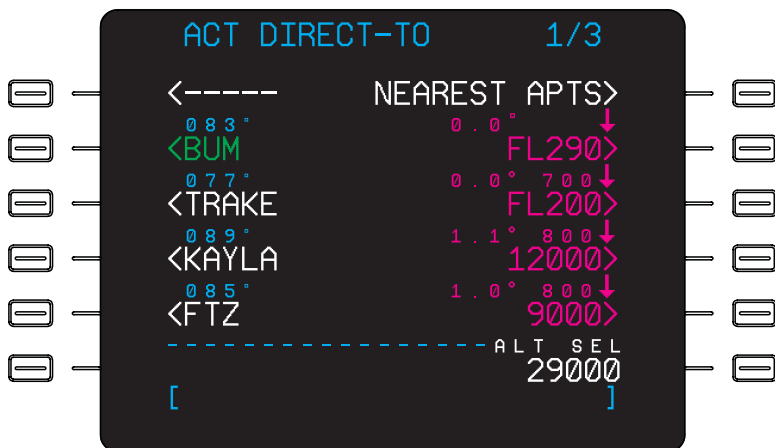 ACT DIRECT-TO 1/3
<----- NEAREST APTS>
083° 0.0° ↓
<BUM FL290>
077° 0.0° 700↓
<TRAKE FL200>
089° 1.1° 800↓
<KAYLA 12000>
085° 1.0° 800↓
<FTZ 9000>
------------------ALT SEL
29000
[ ]